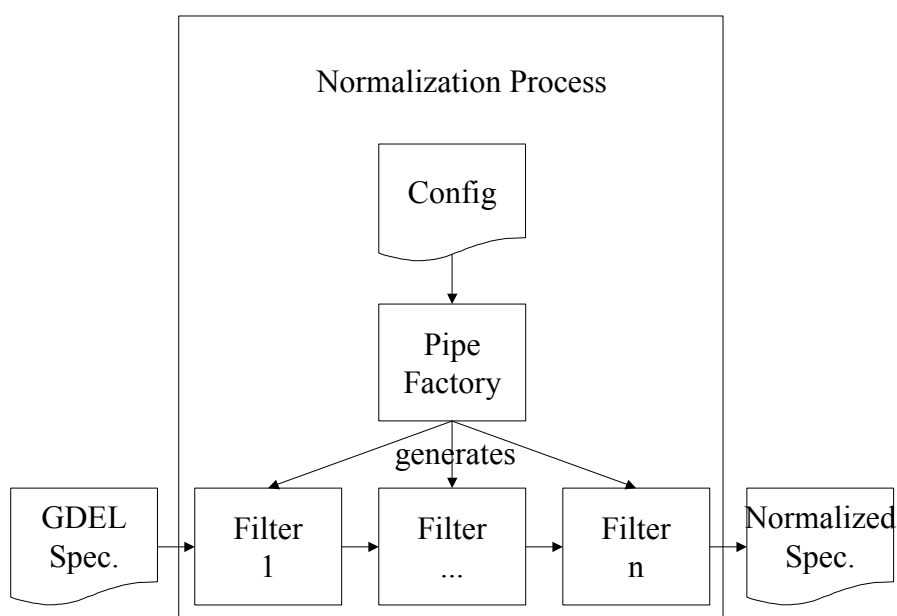 Normalization Process
Config
Pipe
Factory
generates
GDEL
Spec.
Filter
1
Filter
...
Filter
n
Normalized
Spec.